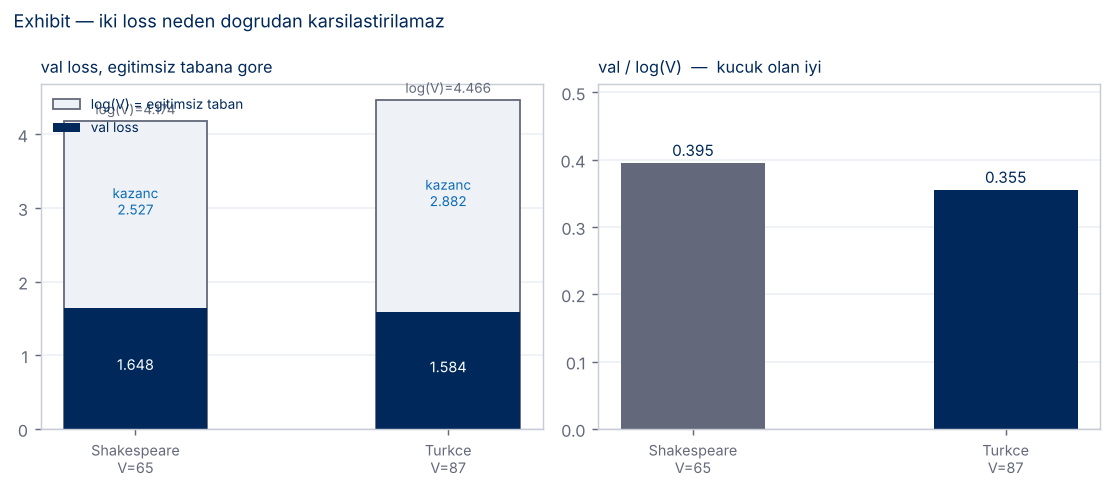 Exhibit — iki loss neden dogrudan karsilastirilamaz
val loss, egitimsiz tabana gore
log(V) = egitimsiz taban
val loss
log(V)=4.174
log(V)=4.466
kazanc
2.527
kazanc
2.882
1.648
1.584
4
3
2
1
0
Shakespeare
V=65
Turkce
V=87
val / log(V) — kucuk olan iyi
0.5
0.4
0.3
0.2
0.1
0.0
0.395
0.355
Shakespeare
V=65
Turkce
V=87